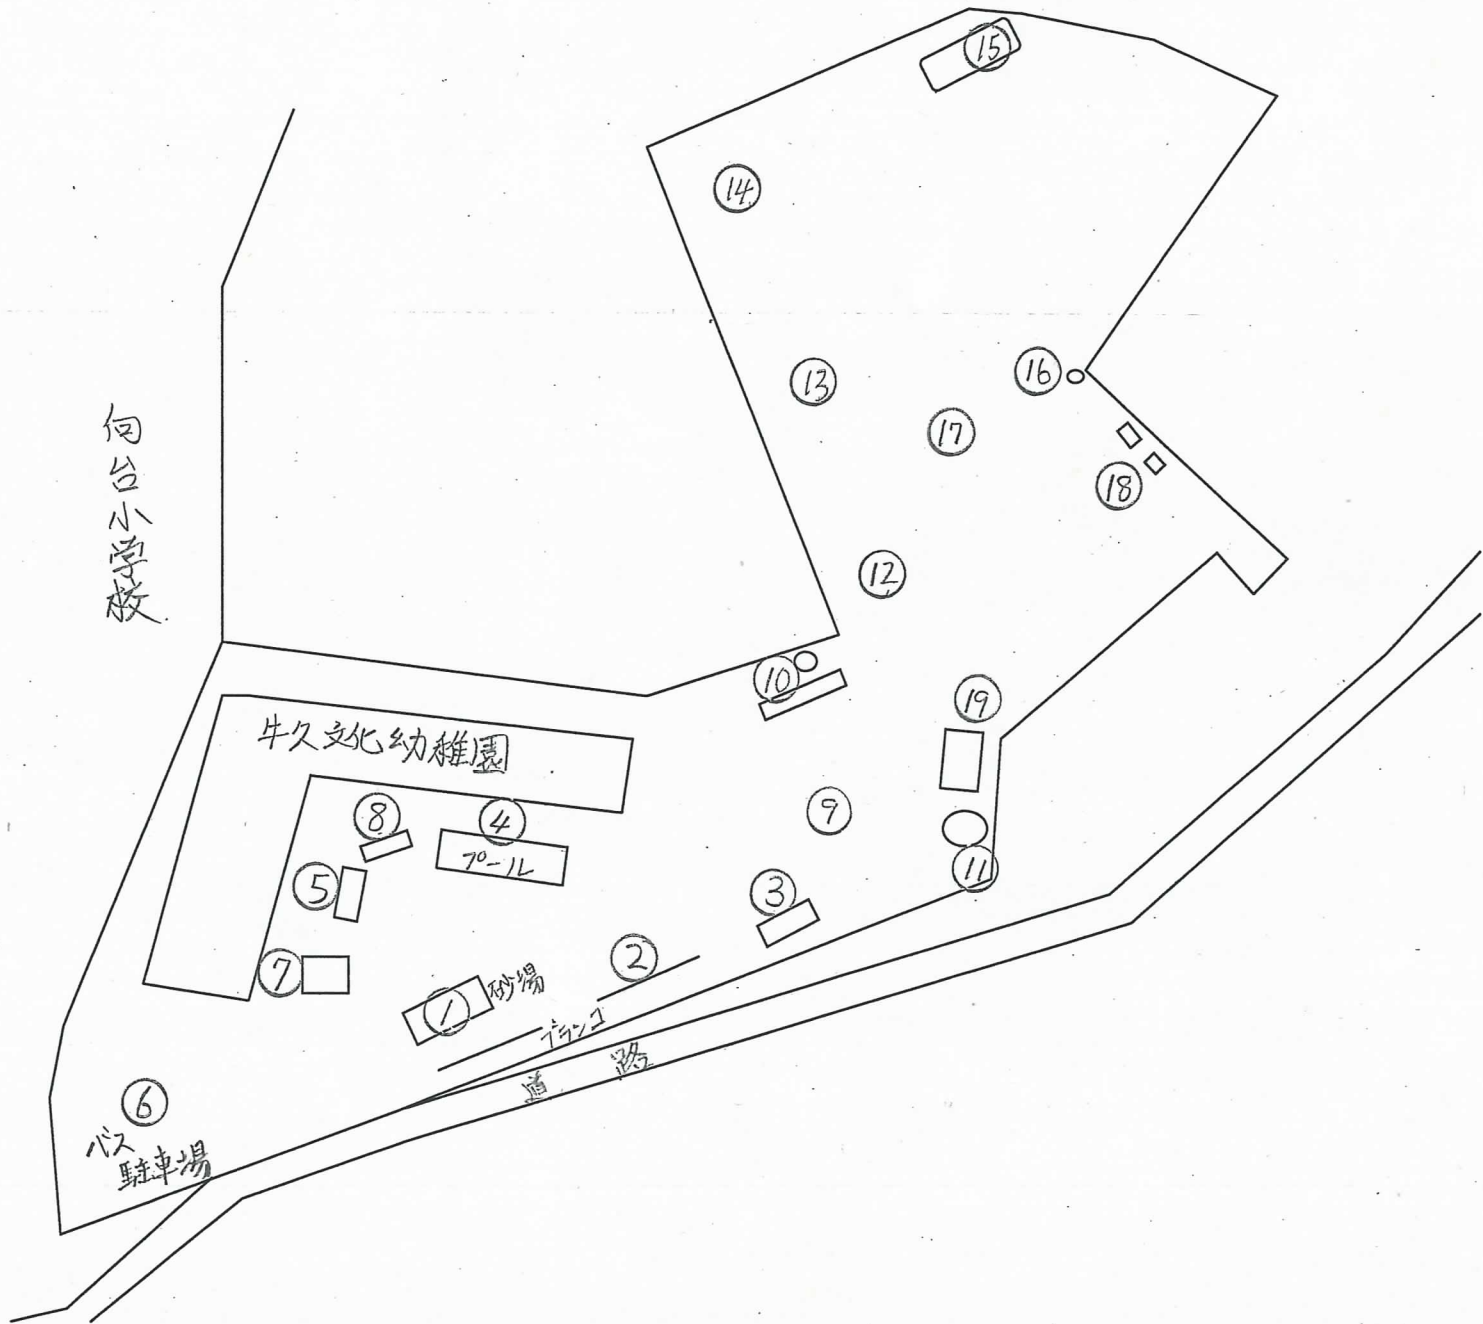 ⑮
⑭
⑬
⑯
⑰
⑱
向台小学校
⑫
⑩
⑲
牛久文化幼稚園
⑧
④
プール
⑨
⑤
③
⑪
⑦
②
①
砂場
ブランコ
道路
⑥
バス
駐車場